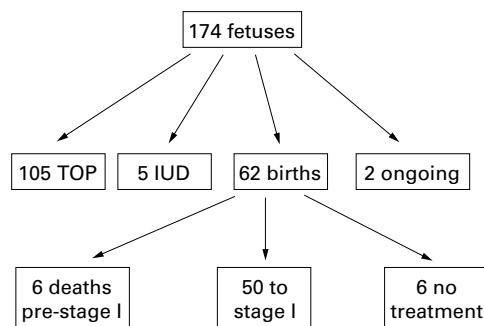 174 fetuses
105 TOP
5 IUD
62 births
2 ongoing
6 deaths
pre-stage I
50 to
stage I
6 no
treatment